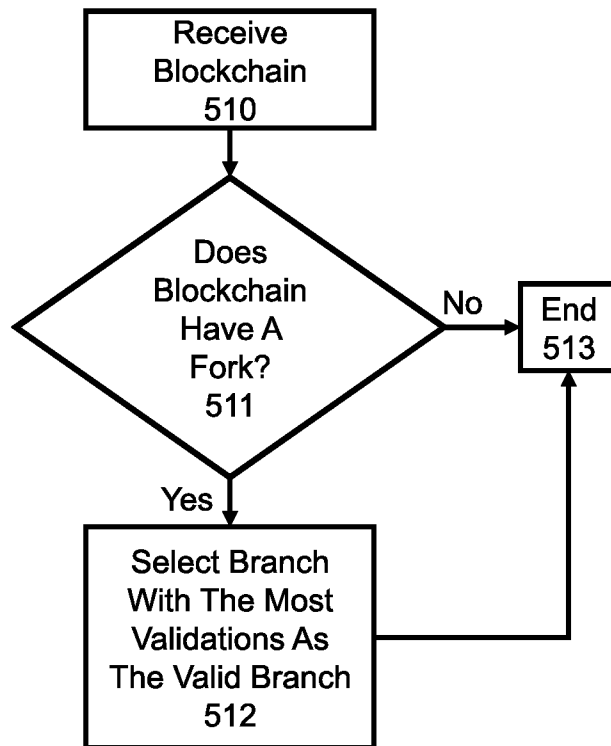 Receive
Blockchain
510
Does
Blockchain
Have A
Fork?
511
No
End
513
Yes
Select Branch
With The Most
Validations As
The Valid Branch
512